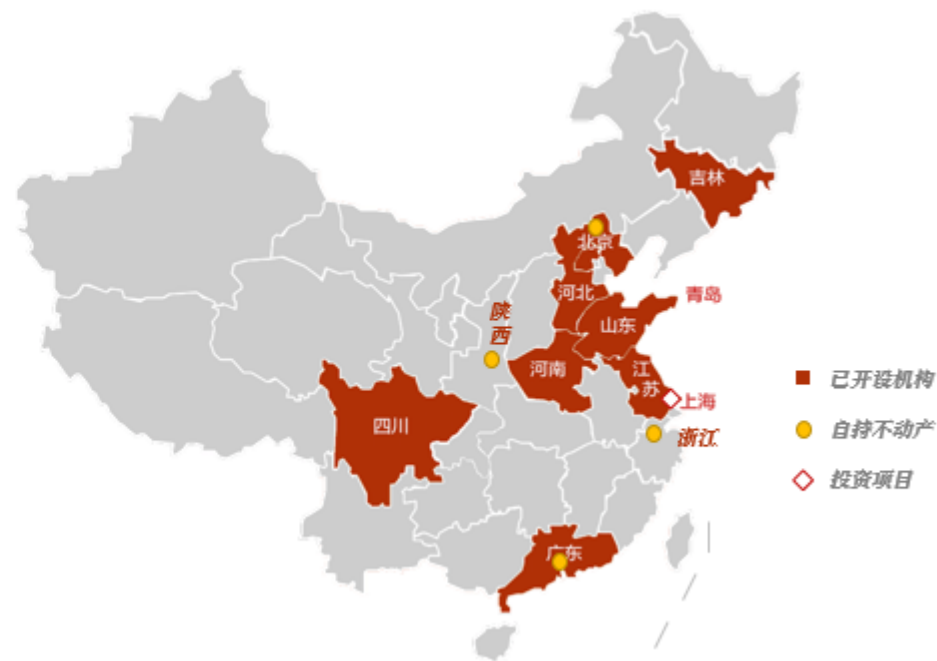 吉林
北京
河北
青岛
陕
西
山东
河南
江
苏
已开设机构
上海
四川
浙江
自持不动产
投资项目
广东